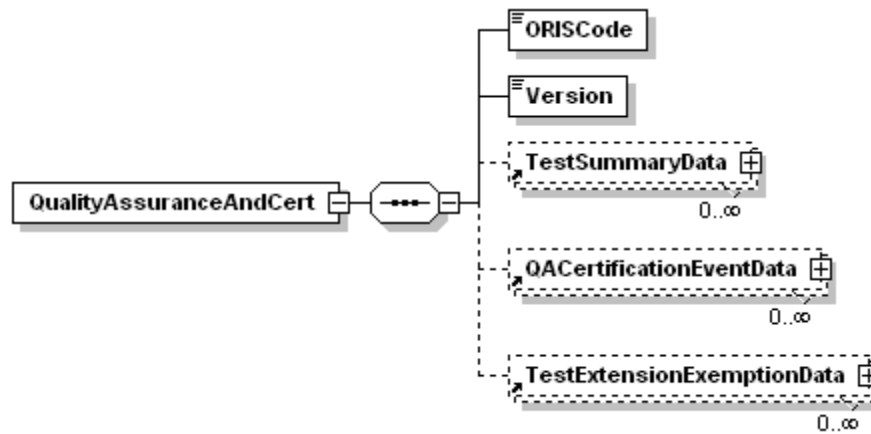 ORISCode
Version
TestSummaryData
0..∞
QualityAssuranceAndCert
QACertificationEventData
0..∞
TestExtensionExemptionData
0..∞